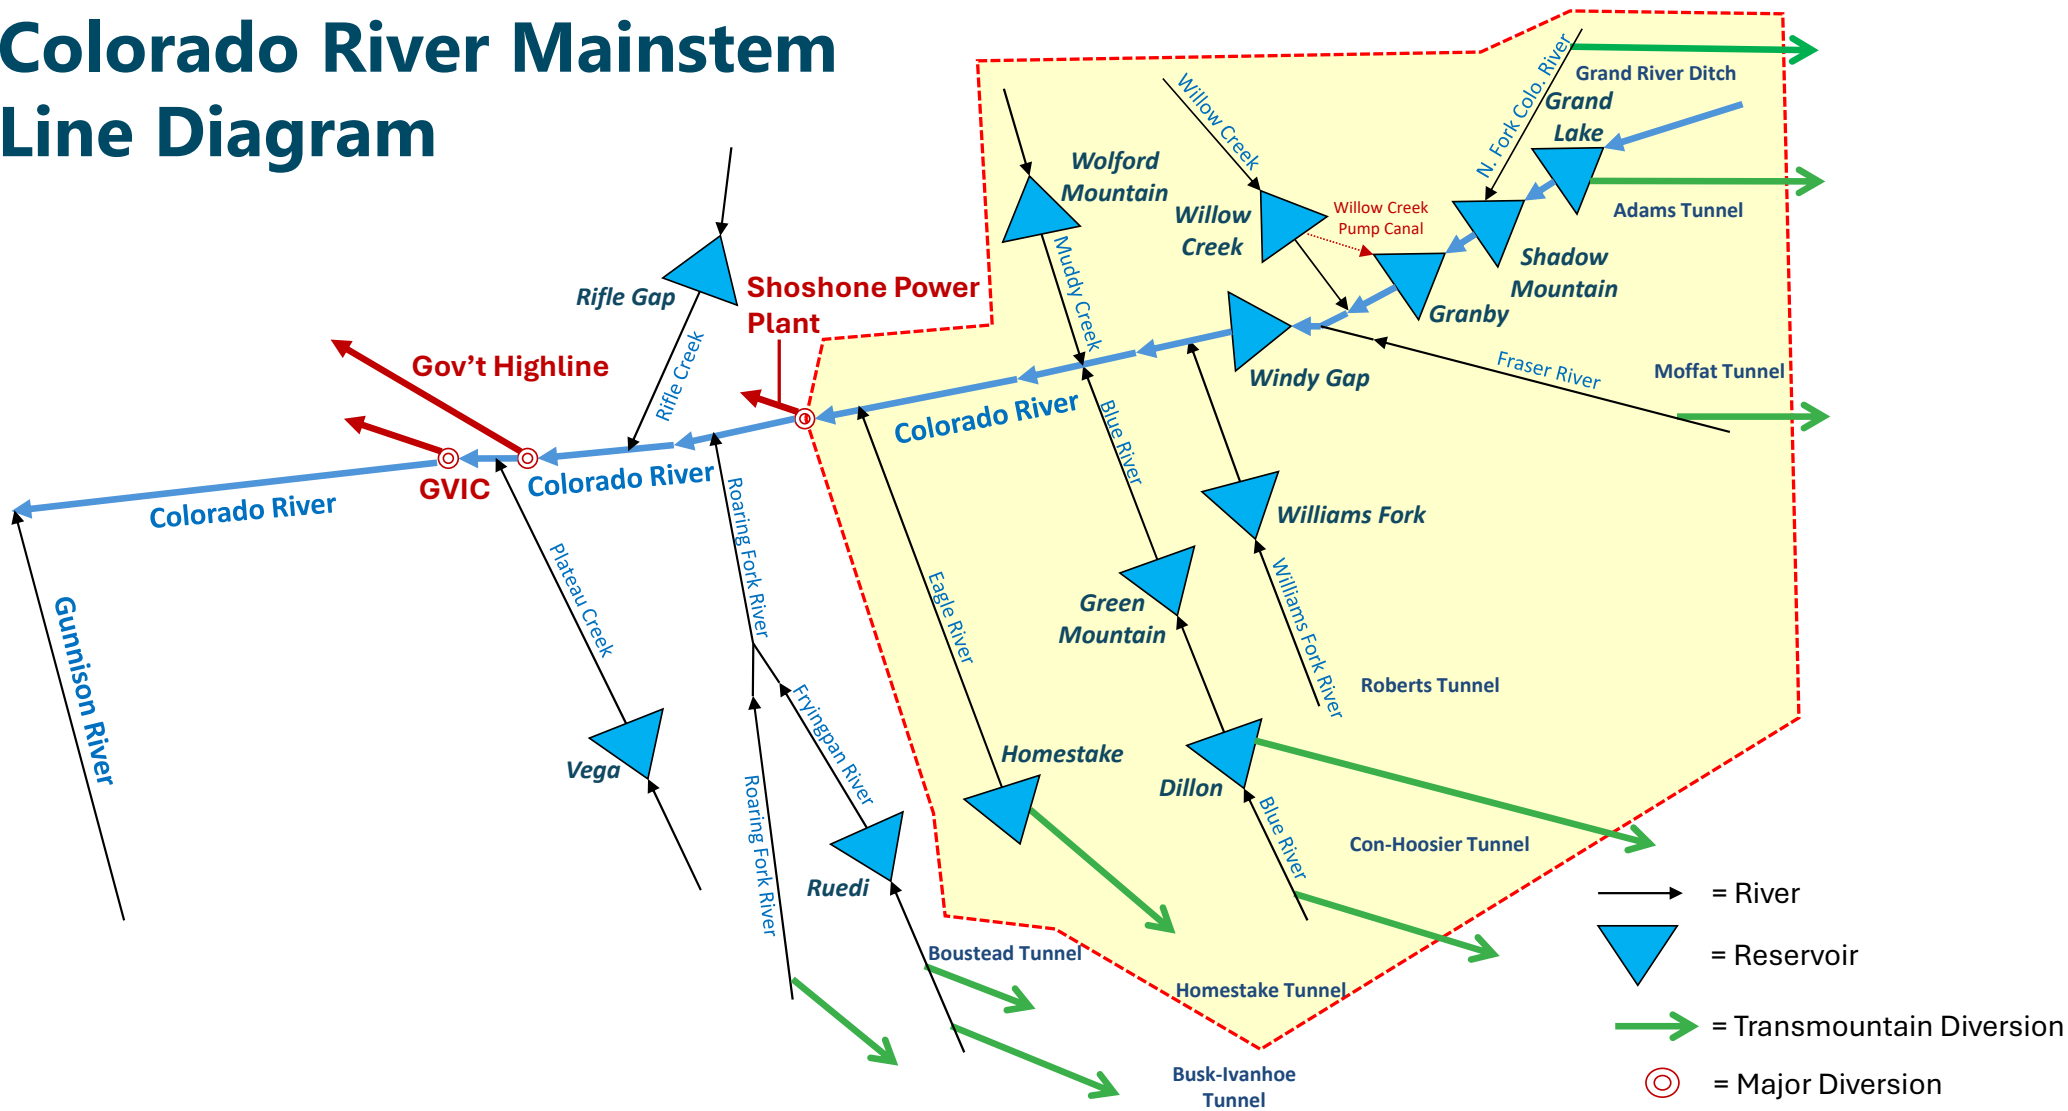 Colorado River Mainstem
Line Diagram
Grand River Ditch
N. Fork Colo. River
Grand
Lake
Adams Tunnel
Willow Creek
Wolford
Mountain
Willow
Creek
Willow Creek
Pump Canal
Shadow
Mountain
Granby
Muddy Creek
Rifle Gap
Shoshone Power
Plant
Rifle Creek
Gov't Highline
Windy Gap
Fraser River
Moffat Tunnel
Colorado River
Blue River
GVIC
Colorado River
Colorado River
Roaring Fork River
Williams Fork
Plateau Creek
Eagle River
Green
Mountain
Williams Fork River
Gunnison River
Roberts Tunnel
Fryingpan River
Vega
Homestake
Dillon
Roaring Fork River
Blue River
Con-Hoosier Tunnel
Ruedi
Boustead Tunnel
Homestake Tunnel
Busk-Ivanhoe
Tunnel
= River
= Reservoir
= Transmountain Diversion
= Major Diversion